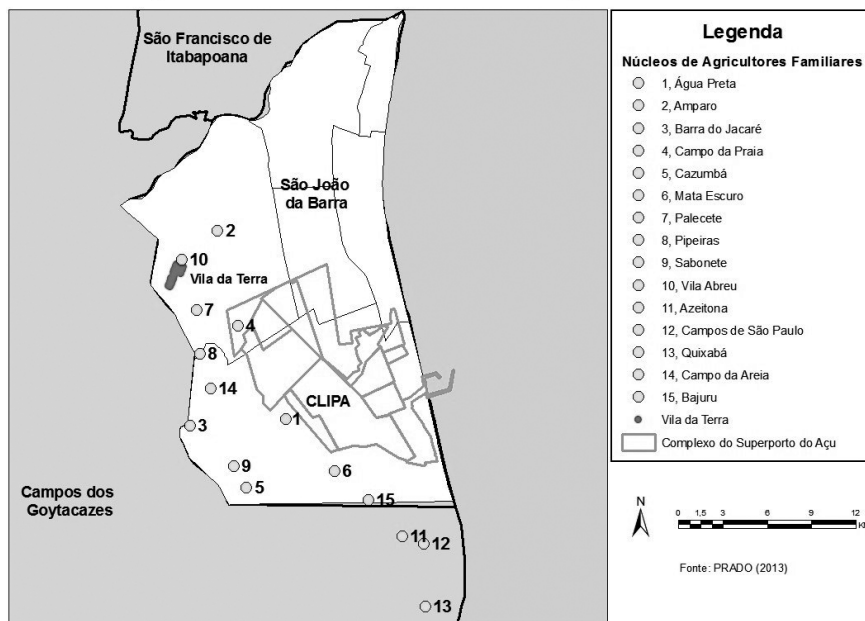 São Francisco de
Itabapoana
São João
da Barra
2
10
Vila da Terra
7
4
8
14
CLIPA
1
3
9
6
5
15
Campos dos
Goytacazes
11
12
13
Legenda
Núcleos de Agricultores Familiares
1, Água Preta
2, Amparo
3, Barra do Jacaré
4, Campo da Praia
5, Cazumbá
6, Mata Escuro
7, Palecete
8, Pipeiras
9, Sabonete
10, Vila Abreu
11, Azeitona
12, Campos de São Paulo
13, Quixabá
14, Campo da Areia
15, Bajuru
Vila da Terra
Complexo do Superporto do Açu
N
0 1,5 3 6 9 12
Fonte: PRADO (2013)